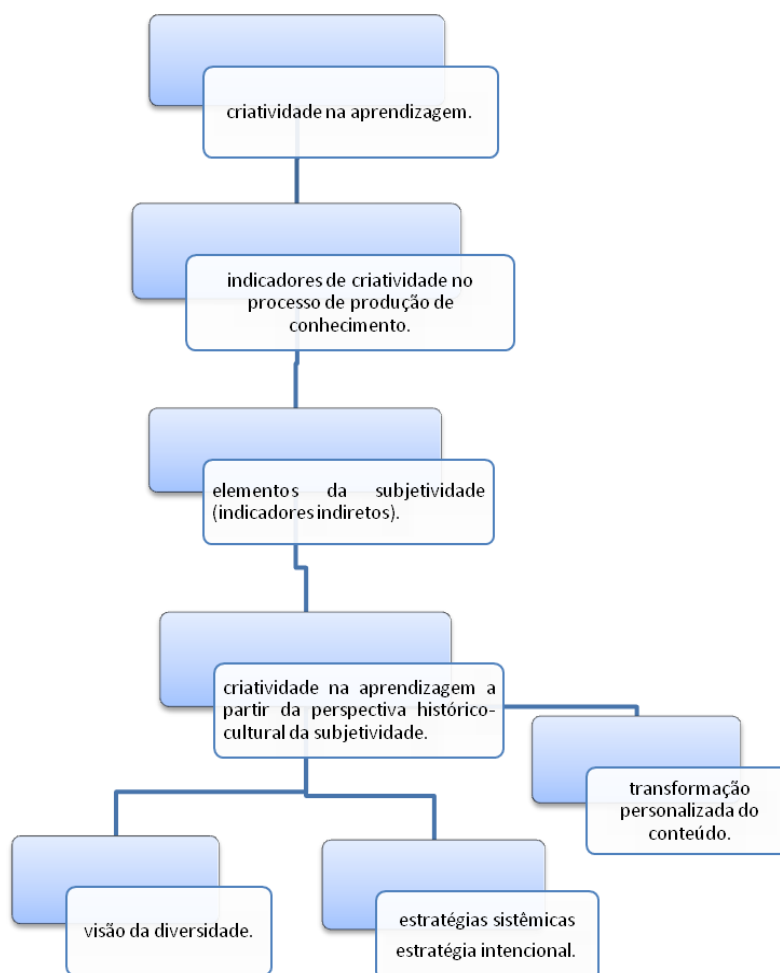 criatividade na aprendizagem.
indicadores de criatividade no
processo de produção de
conhecimento.
elementos da subjetividade
(indicadores indiretos).
criatividade na aprendizagem a
partir da perspectiva histórico-
cultural da subjetividade.
transformação
personalizada do
conteúdo.
visão da diversidade.
estratégias sistêmicas
estratégia intencional.